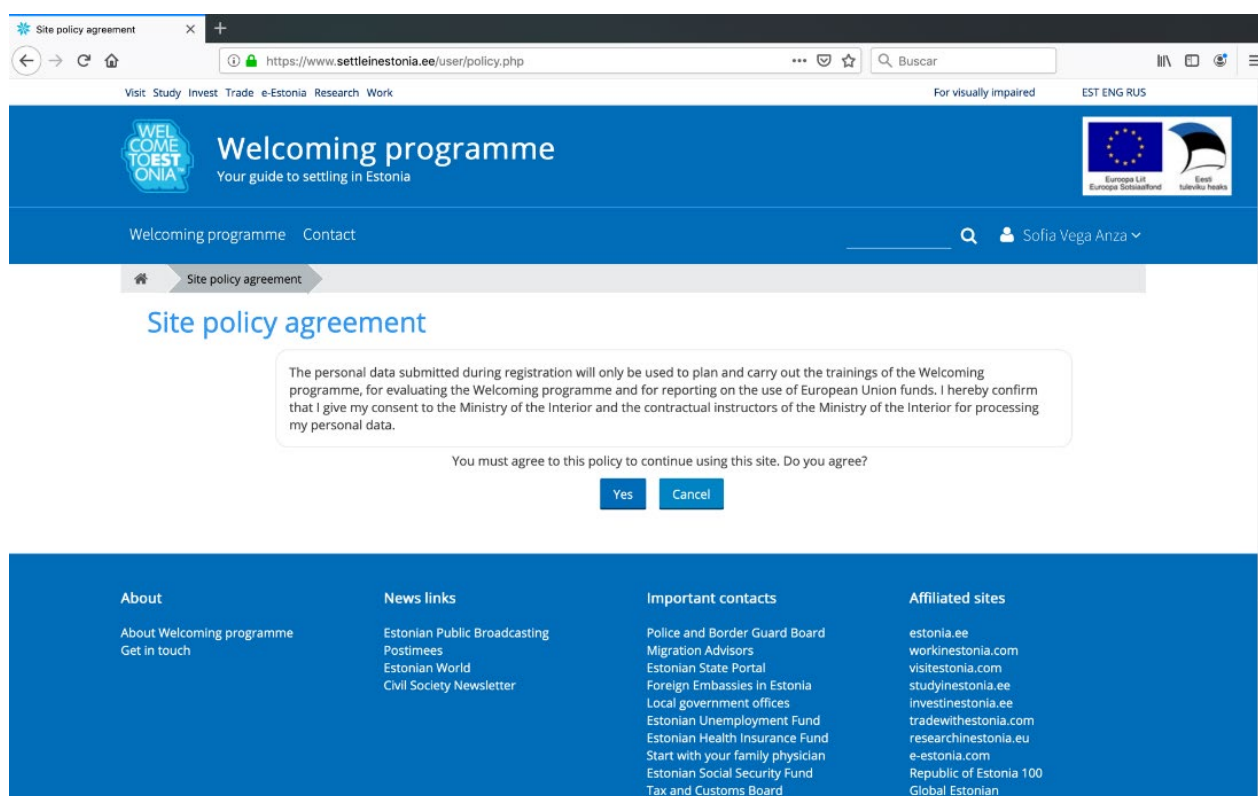 Site policy agreement
https://www.settleinestonia.ee/user/policy.php
Buscar
Visit Study Invest Trade e-Estonia Research Work
For visually impaired
EST ENG RUS
WEL
COME
TO EST
ONIA
Welcoming programme
Your guide to settling in Estonia
Euroopa Liit
Euroopa Sotsiaalfond
Eesti
tuleviku heaks
Welcoming programme Contact
Sofia Vega Anza
Site policy agreement
Site policy agreement
The personal data submitted during registration will only be used to plan and carry out the trainings of the Welcoming
programme, for evaluating the Welcoming programme and for reporting on the use of European Union funds. I hereby confirm
that I give my consent to the Ministry of the Interior and the contractual instructors of the Ministry of the Interior for processing
my personal data.
You must agree to this policy to continue using this site. Do you agree?
Yes
Cancel
About
About Welcoming programme
Get in touch
News links
Estonian Public Broadcasting
Postimees
Estonian World
Civil Society Newsletter
Important contacts
Police and Border Guard Board
Migration Advisors
Estonian State Portal
Foreign Embassies in Estonia
Local government offices
Estonian Unemployment Fund
Estonian Health Insurance Fund
Start with your family physician
Estonian Social Security Fund
Tax and Customs Board
Affiliated sites
estonia.ee
workinestonia.com
visitestonia.com
studyinestonia.ee
investinestonia.ee
tradewithestonia.com
researchinestonia.eu
e-estonia.com
Republic of Estonia 100
Global Estonian